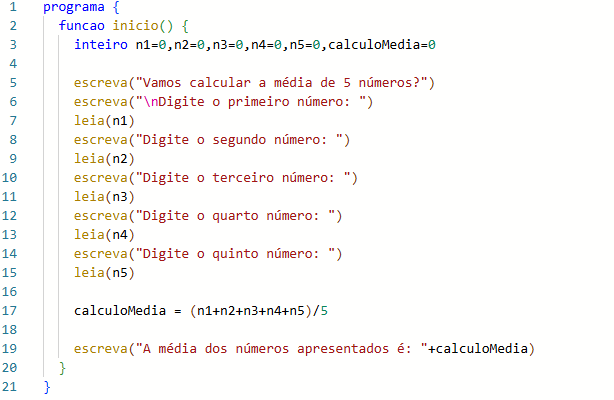 1 programa {
2 funcao inicio() {
3 inteiro n1=0,n2=0,n3=0,n4=0,n5=0,calculoMedia=0
4
5 escreva("Vamos calcular a média de 5 números?")
6 escreva("\nDigite o primeiro número: ")
7 leia(n1)
8 escreva("Digite o segundo número: ")
9 leia(n2)
10 escreva("Digite o terceiro número: ")
11 leia(n3)
12 escreva("Digite o quarto número: ")
13 leia(n4)
14 escreva("Digite o quinto número: ")
15 leia(n5)
16
17 calculoMedia = (n1+n2+n3+n4+n5)/5
18
19 escreva("A média dos números apresentados é: "+calculoMedia)
20 }
21 }